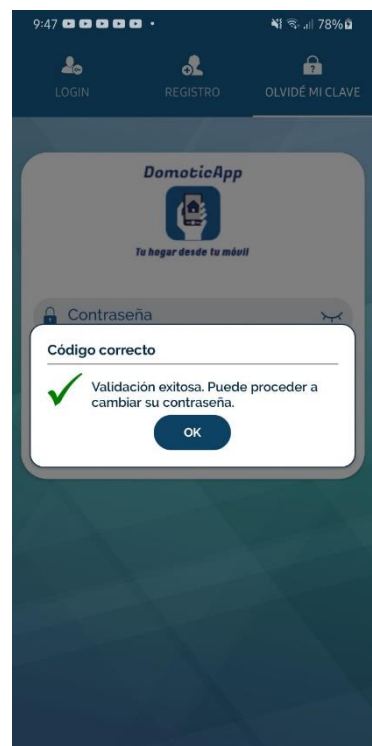 9:47 78%
LOGIN REGISTRO OLVIDÉ MI CLAVE
DomoticApp
Tu hogar desde tu móvil
Contraseña
Código correcto
Validación exitosa. Puede proceder a
cambiar su contraseña.
OK